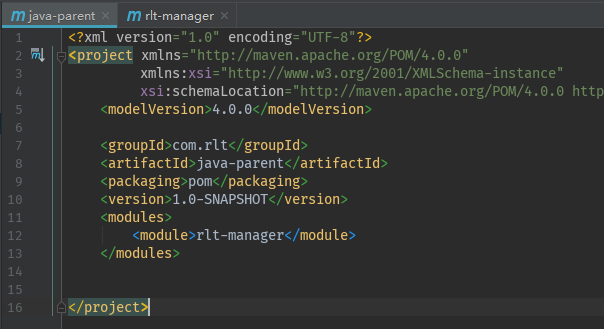 java-parent × rlt-manager ×
1 <?xml version="1.0" encoding="UTF-8"?>
2 <project xmlns="http://maven.apache.org/POM/4.0.0"
3 xmlns:xsi="http://www.w3.org/2001/XMLSchema-instance"
4 xsi:schemaLocation="http://maven.apache.org/POM/4.0.0 http
5 <modelVersion>4.0.0</modelVersion>
6
7 <groupId>com.rlt</groupId>
8 <artifactId>java-parent</artifactId>
9 <packaging>pom</packaging>
10 <version>1.0-SNAPSHOT</version>
11 <modules>
12 <module>rlt-manager</module>
13 </modules>
14
15
16 </project>